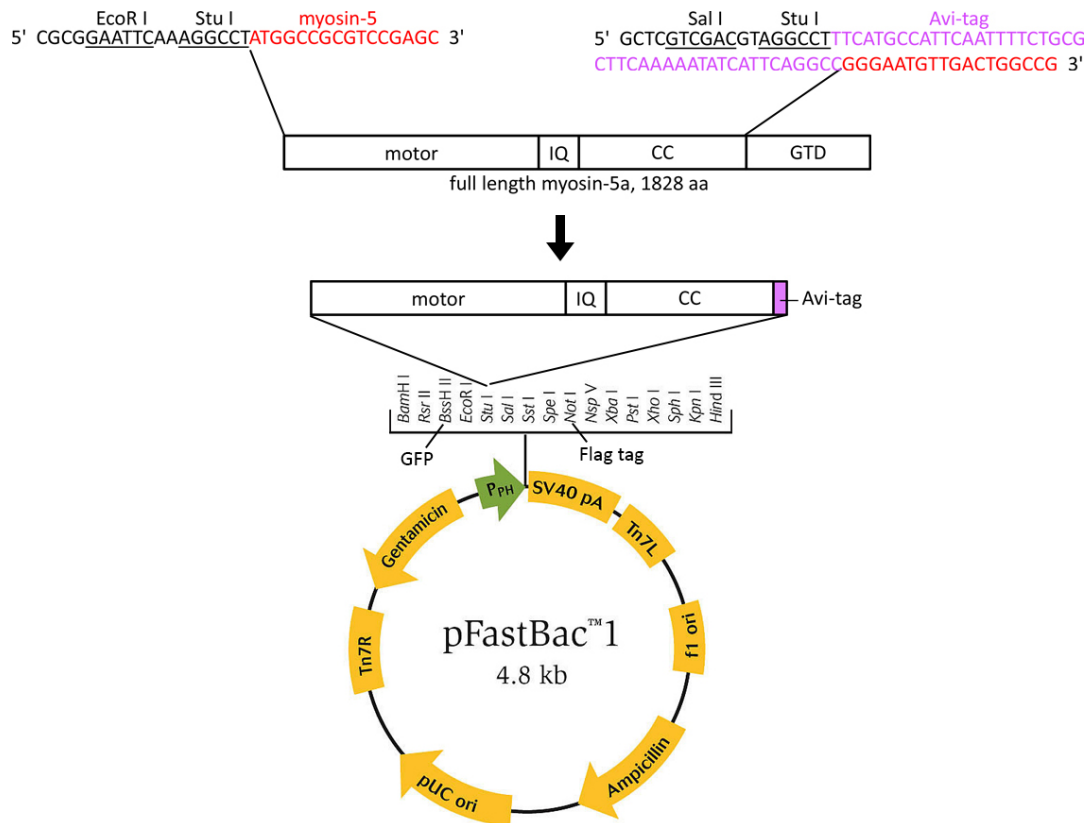 EcoR I Stu I myosin-5
5' CGCGGAATTCAAAAGGCCTATGGCCGCGTCCGAGC 3'
Sal I Stu I Avi-tag
5' GCTCGTCGACGTAGGCCTTTCATGCCATTCAATTTTCTGCG
CTTCAAAAATATCATTCAGGCCGGGAATGTTGACTGGCCG 3'
motor IQ CC GTD
full length myosin-5a, 1828 aa
motor IQ CC
Avi-tag
BamH I
Rsr II
BssH II
EcoR I
Stu I
Sal I
Sst I
Spe I
Not I
Nsp V
Xba I
Pst I
Xho I
Sph I
Kpn I
Hind III
GFP
Flag tag
PPH
SV40 pA
Tn7L
f1 ori
Ampicillin
pUC ori
Tn7R
Gentamicin
pFastBac™1
4.8 kb